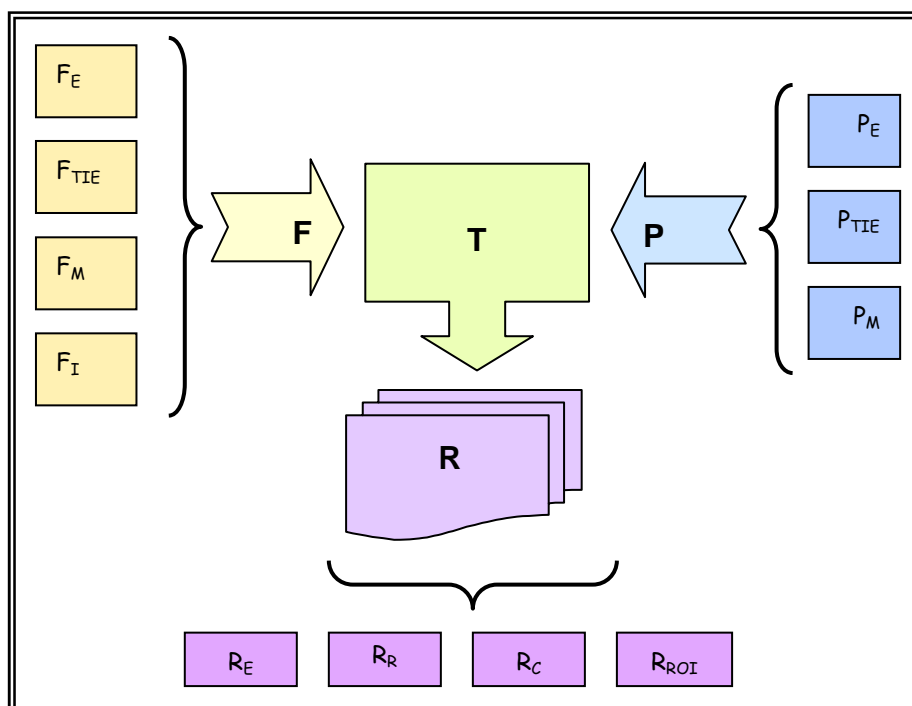 F_E
F_TIE
F_M
F_I
F
T
P
P_E
P_TIE
P_M
R
R_E
R_R
R_C
R_ROI